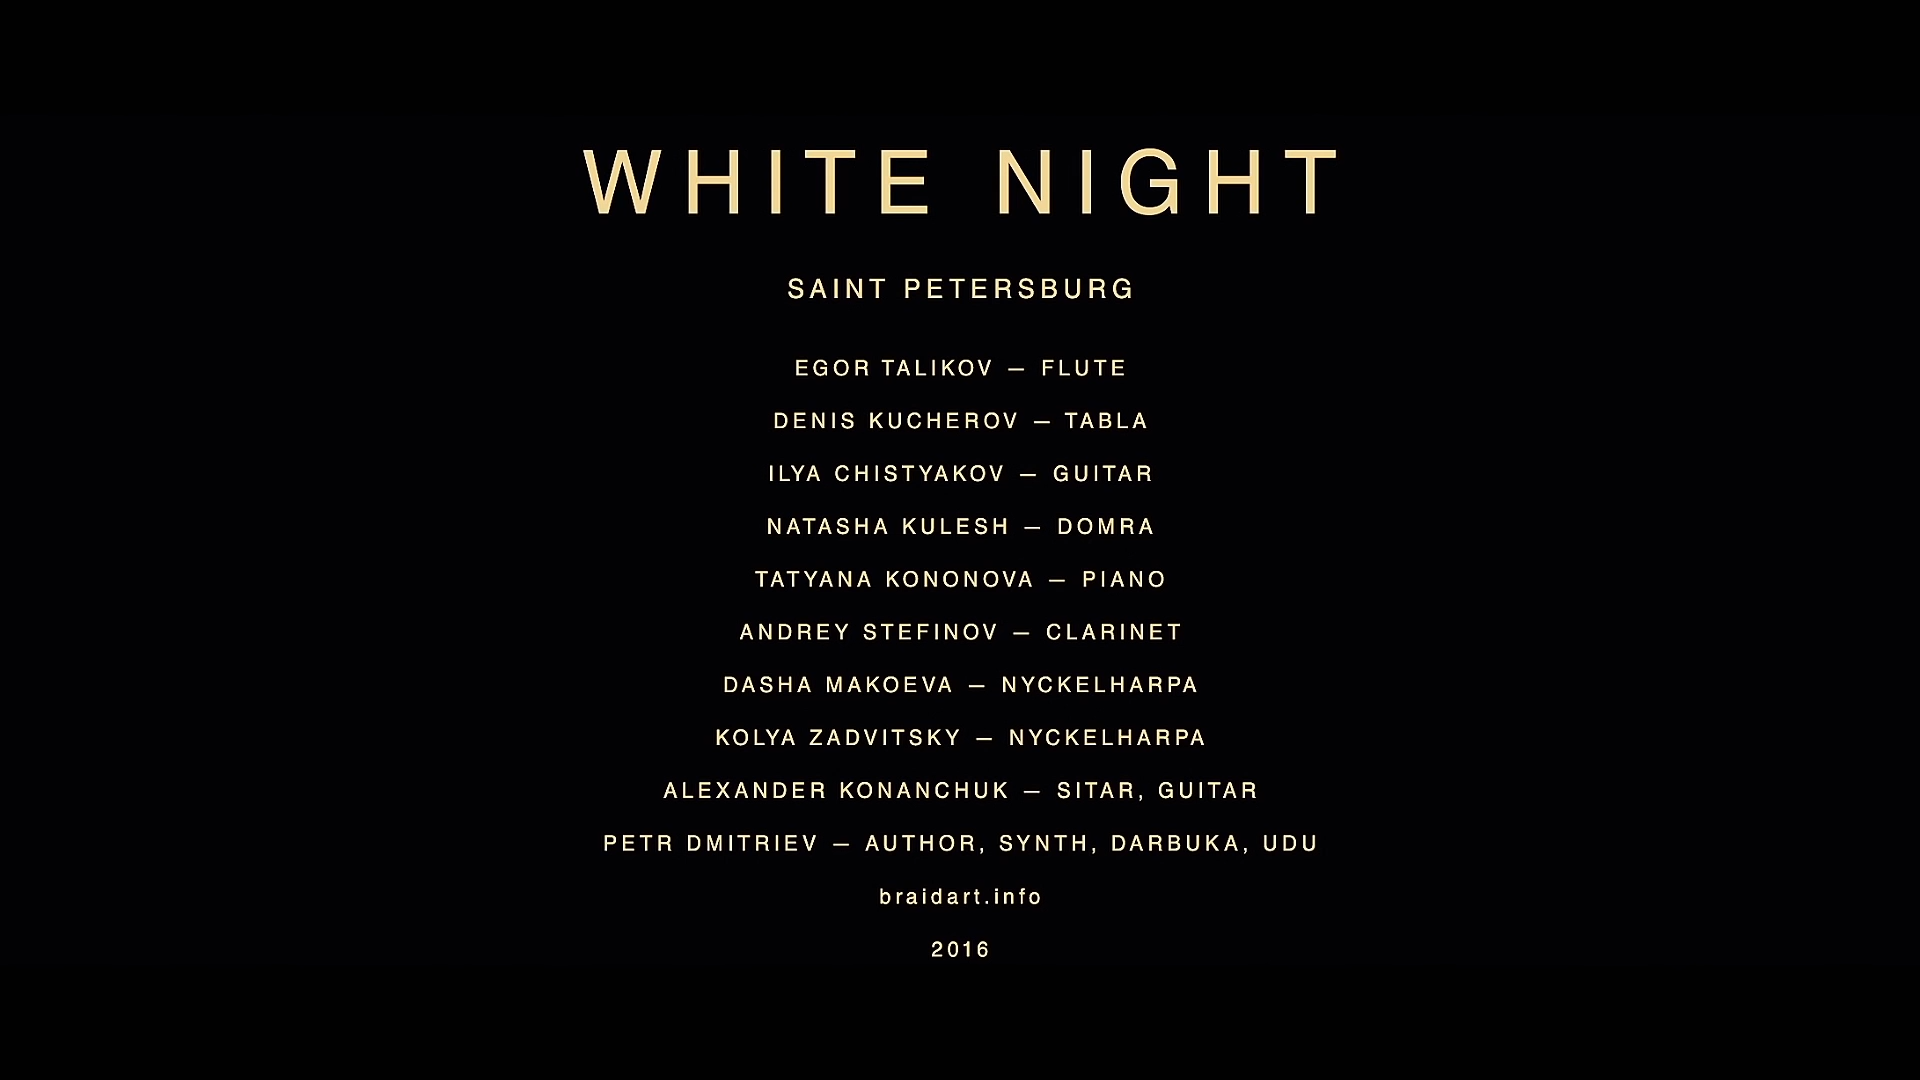 WHITE NIGHT
SAINT PETERSBURG
EGOR TALIKOV — FLUTE
DENIS KUCHEROV — TABLA
ILYA CHISTYAKOV — GUITAR
NATASHA KULESH — DOMRA
TATYANA KONONOVA — PIANO
ANDREY STEFINOV — CLARINET
DASHA MAKOEVA — NYCKELHARPA
KOLYA ZADVITSKY — NYCKELHARPA
ALEXANDER KONANCHUK — SITAR, GUITAR
PETR DMITRIEV — AUTHOR, SYNTH, DARBUKA, UDU
braidart.info
2016